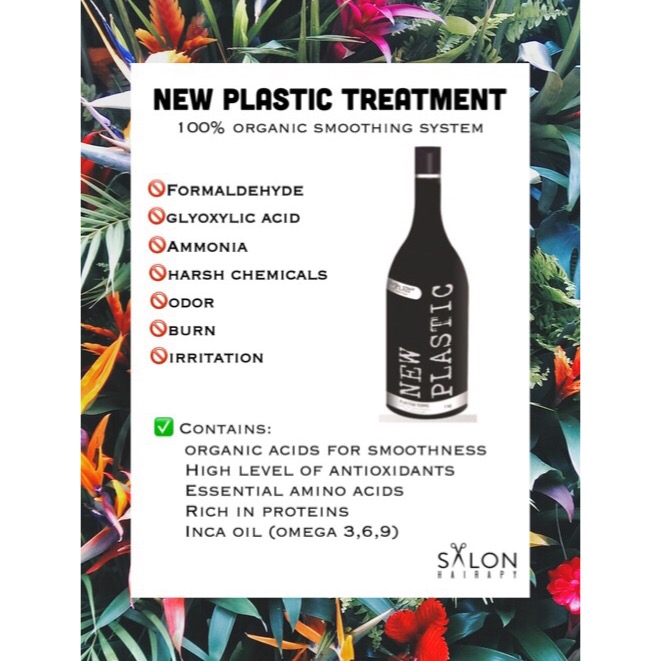 NEW PLASTIC TREATMENT
100% ORGANIC SMOOTHING SYSTEM
🚫FORMALDEHYDE
🚫GLYOXYLIC ACID
🚫AMMONIA
🚫HARSH CHEMICALS
🚫ODOR
🚫BURN
🚫IRRITATION
NEW
PLASTIC
✅ CONTAINS:
ORGANIC ACIDS FOR SMOOTHNESS
HIGH LEVEL OF ANTIOXIDANTS
ESSENTIAL AMINO ACIDS
RICH IN PROTEINS
INCA OIL (OMEGA 3,6,9)
SALON
HAIRAPY